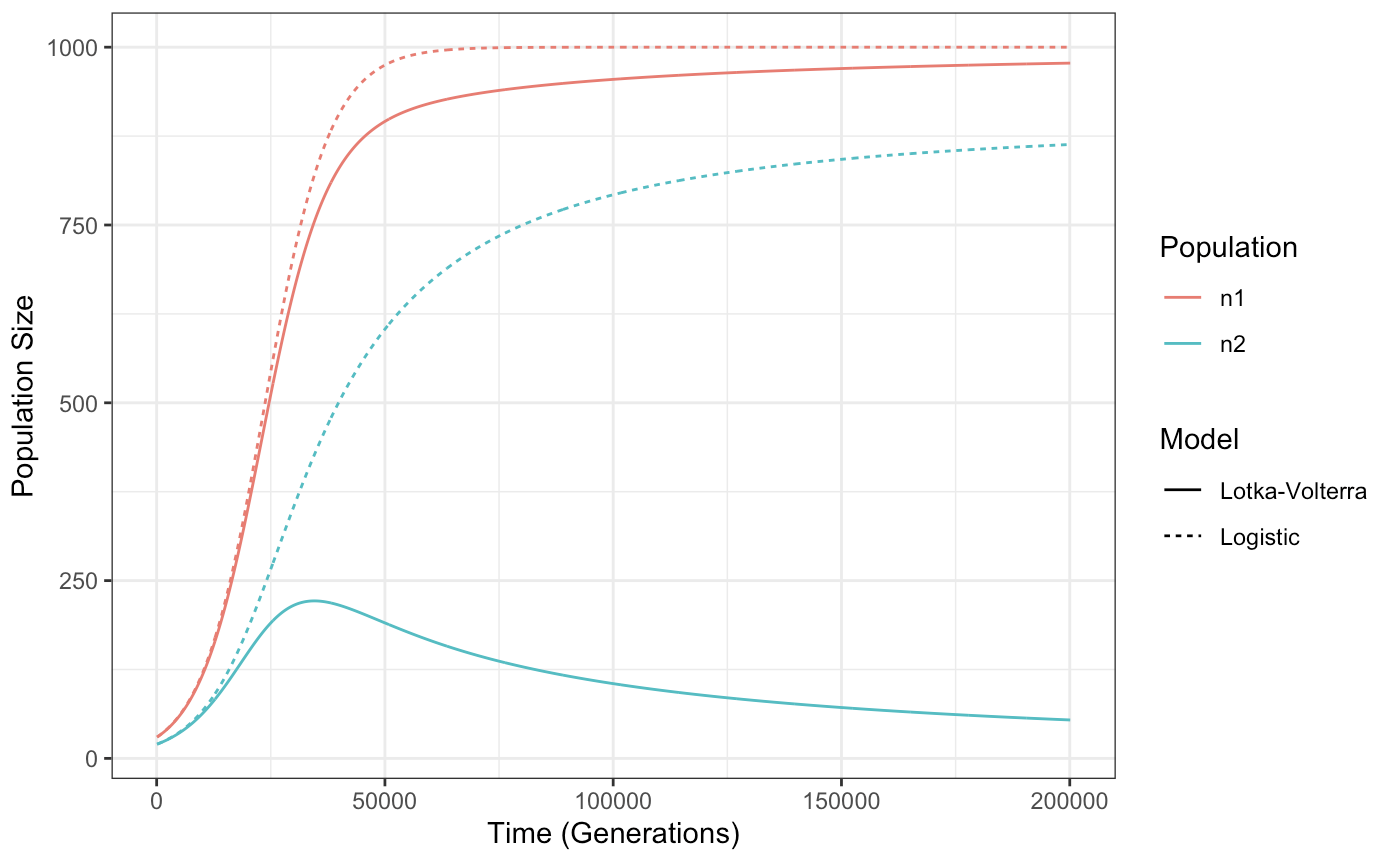 1000
750
500
250
0
Population Size
0 50000 100000 150000 200000
Time (Generations)
Population
n1
n2
Model
Lotka-Volterra
Logistic